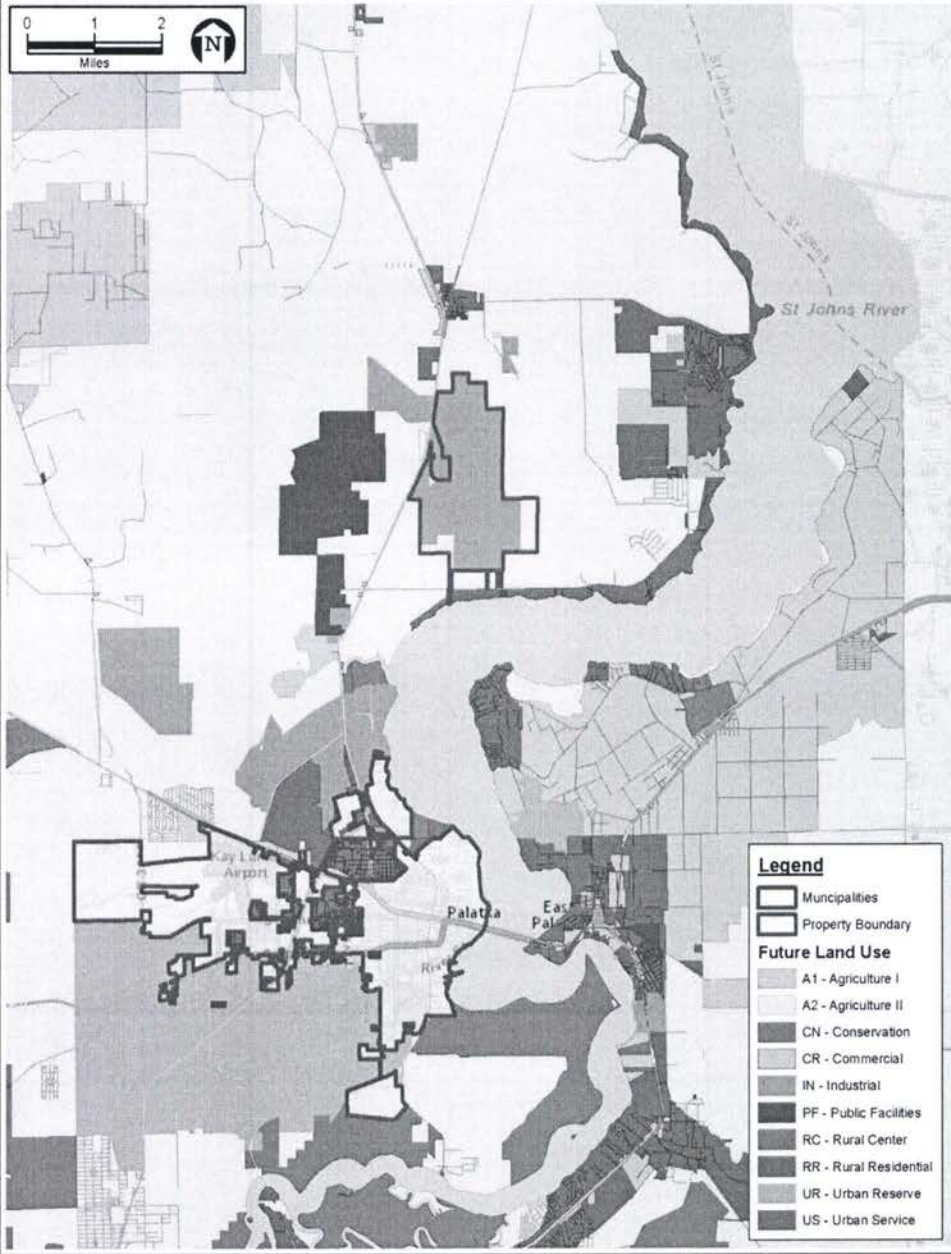 0 1 2
Miles
N
St Johns
St Johns
St Johns River
Kay
Airport
Palatka
East
Legend
Muncipalities
Property Boundary
Future Land Use
A1 - Agriculture I
A2 - Agriculture II
CN - Conservation
CR - Commercial
IN - Industrial
PF - Public Facilities
RC - Rural Center
RR - Rural Residential
UR - Urban Reserve
US - Urban Service